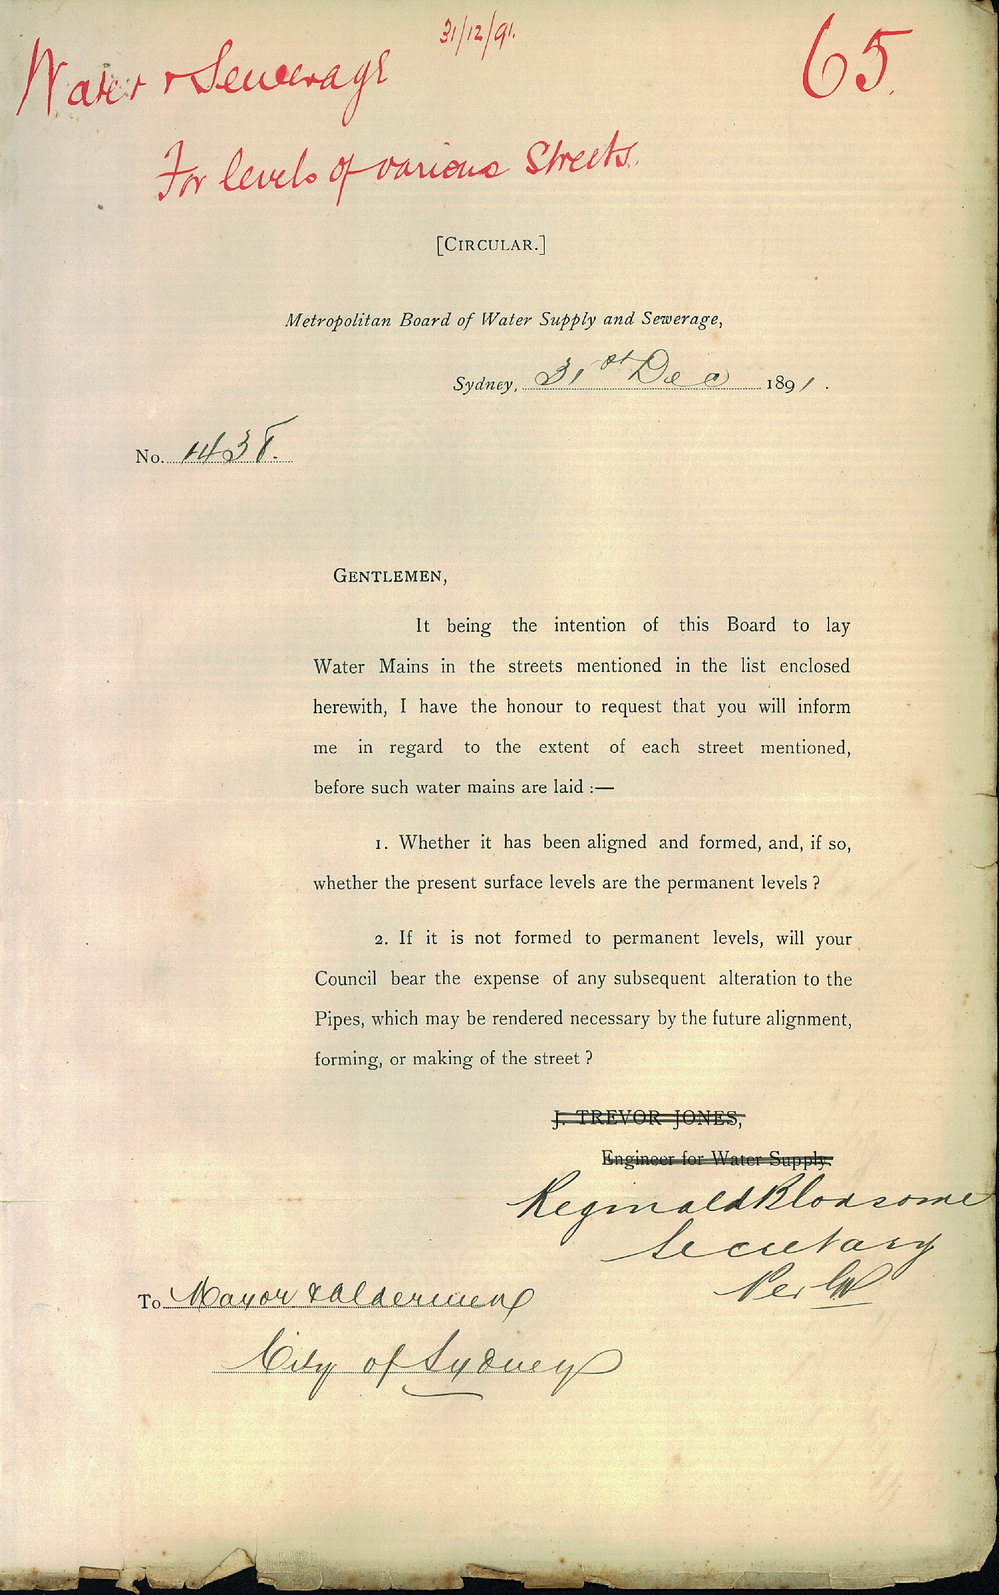 31/12/91.
65.
Water & Sewerage
For levels of various Streets.
[CIRCULAR.]
Metropolitan Board of Water Supply and Sewerage,
Sydney, 31st Dec 1891.
No. 1438.
GENTLEMEN,
It being the intention of this Board to lay
Water Mains in the streets mentioned in the list enclosed
herewith, I have the honour to request that you will inform
me in regard to the extent of each street mentioned,
before such water mains are laid :—
1. Whether it has been aligned and formed, and, if so,
whether the present surface levels are the permanent levels ?
2. If it is not formed to permanent levels, will your
Council bear the expense of any subsequent alteration to the
Pipes, which may be rendered necessary by the future alignment,
forming, or making of the street ?
J. TREVOR JONES,
Engineer for Water Supply.
Reginald Bloxsome
Secretary
Per
To Mayor & Aldermen
City of Sydney